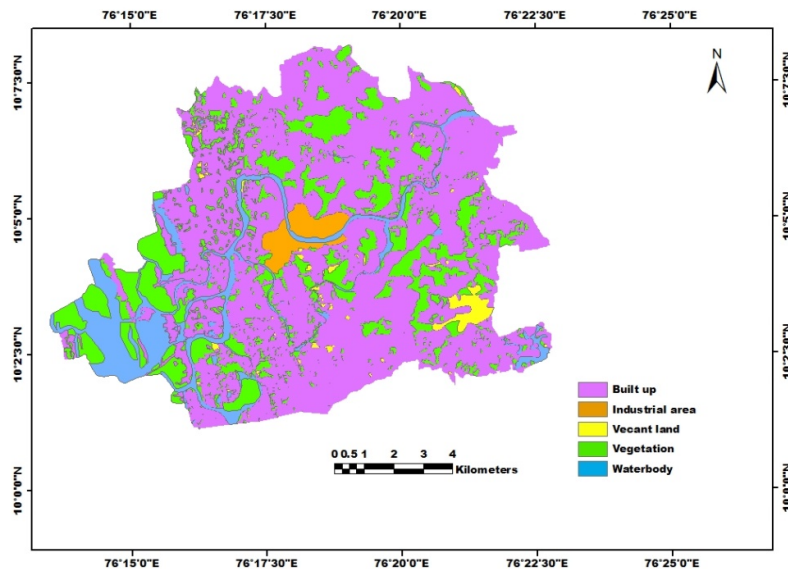 76°15'0"E 76°17'30"E 76°20'0"E 76°22'30"E 76°25'0"E
N
10°7'30"N 10°7'30"N
10°5'0"N 10°5'0"N
10°2'30"N 10°2'30"N
Built up
Industrial area
Vecant land
Vegetation
Waterbody
0 0.5 1 2 3 4
Kilometers
10°0'0"N 10°0'0"N
76°15'0"E 76°17'30"E 76°20'0"E 76°22'30"E 76°25'0"E